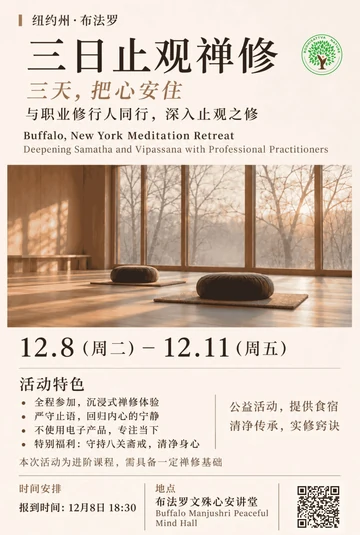 纽约州·布法罗
三日止观禅修
三天，把心安住
与职业修行人同行，深入止观之修
Buffalo, New York Meditation Retreat
Deepening Samatha and Vipassana with Professional Practitioners
12.8（周二）– 12.11（周五）
活动特色
• 全程参加，沉浸式禅修体验
• 严守止语，回归内心的宁静
• 不使用电子产品，专注当下
• 特别福利：守持八关斋戒，清净身心
公益活动，提供食宿
清净传承，实修窍诀
本次活动为进阶课程，需具备一定禅修基础
时间安排
报到时间：12月8日 18:30
地点
布法罗文殊心安讲堂
Buffalo Manjushri Peaceful
Mind Hall